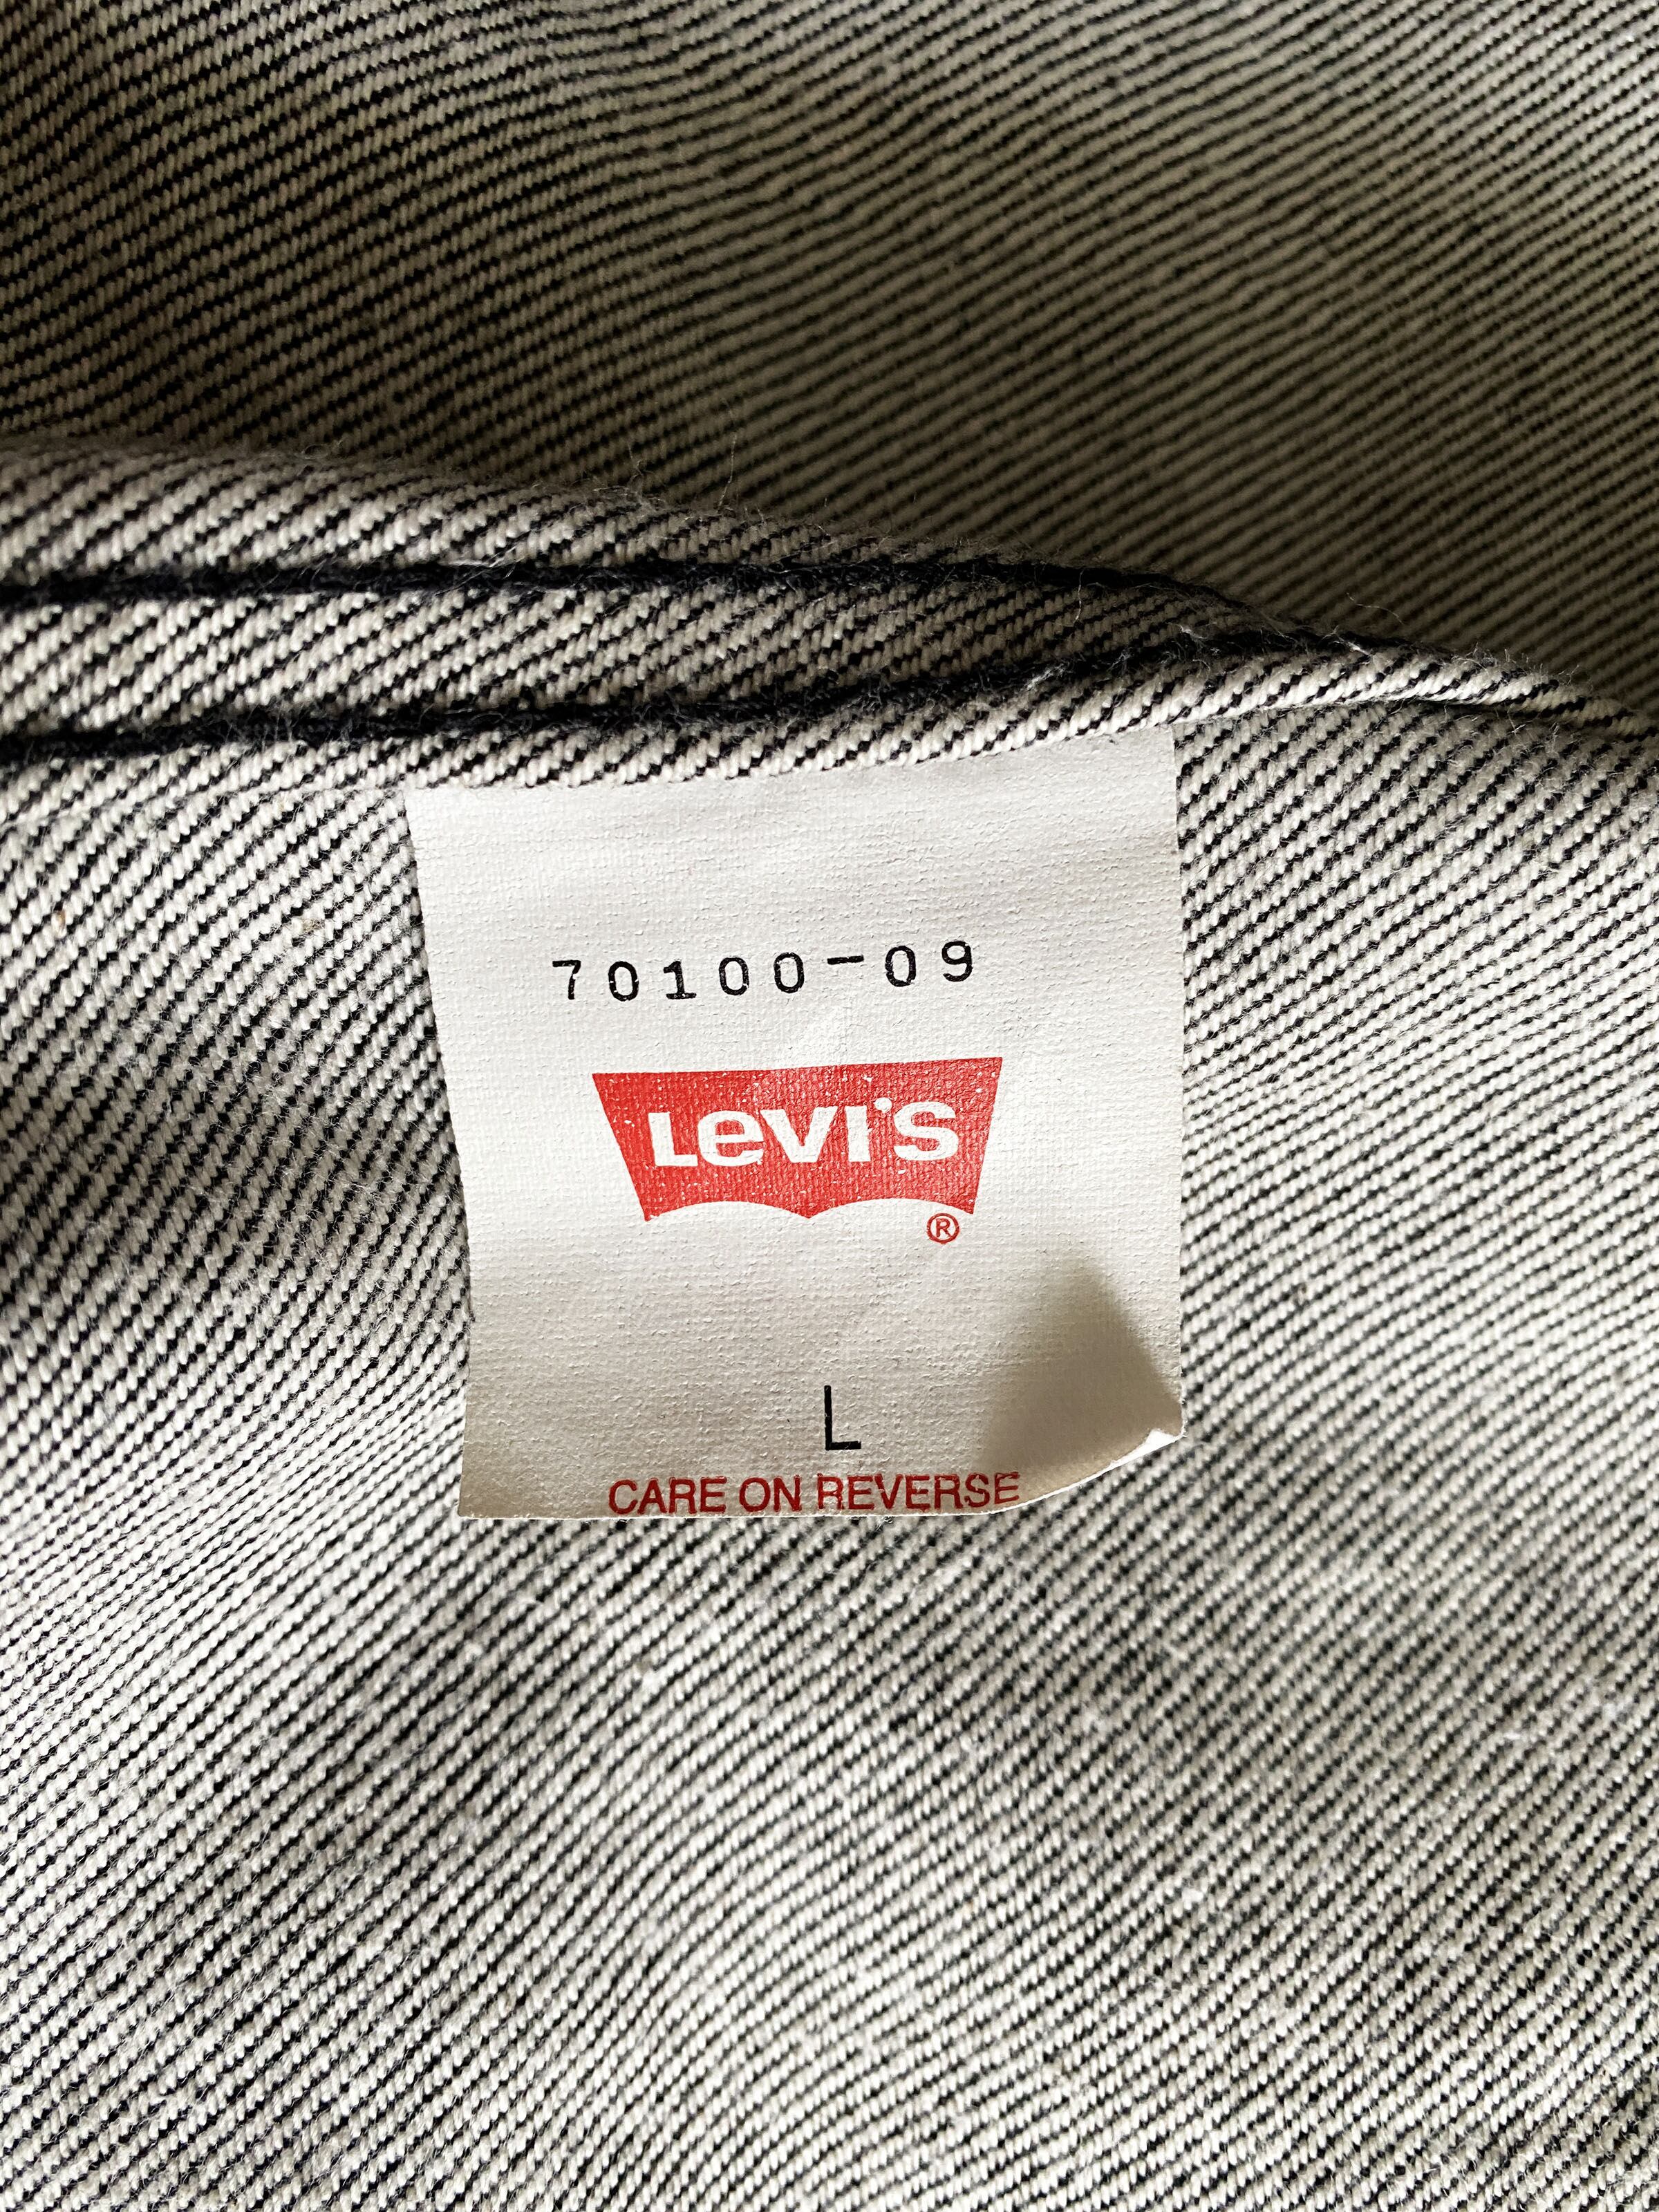 70100-09
Levi's
®
L
CARE ON REVERSE